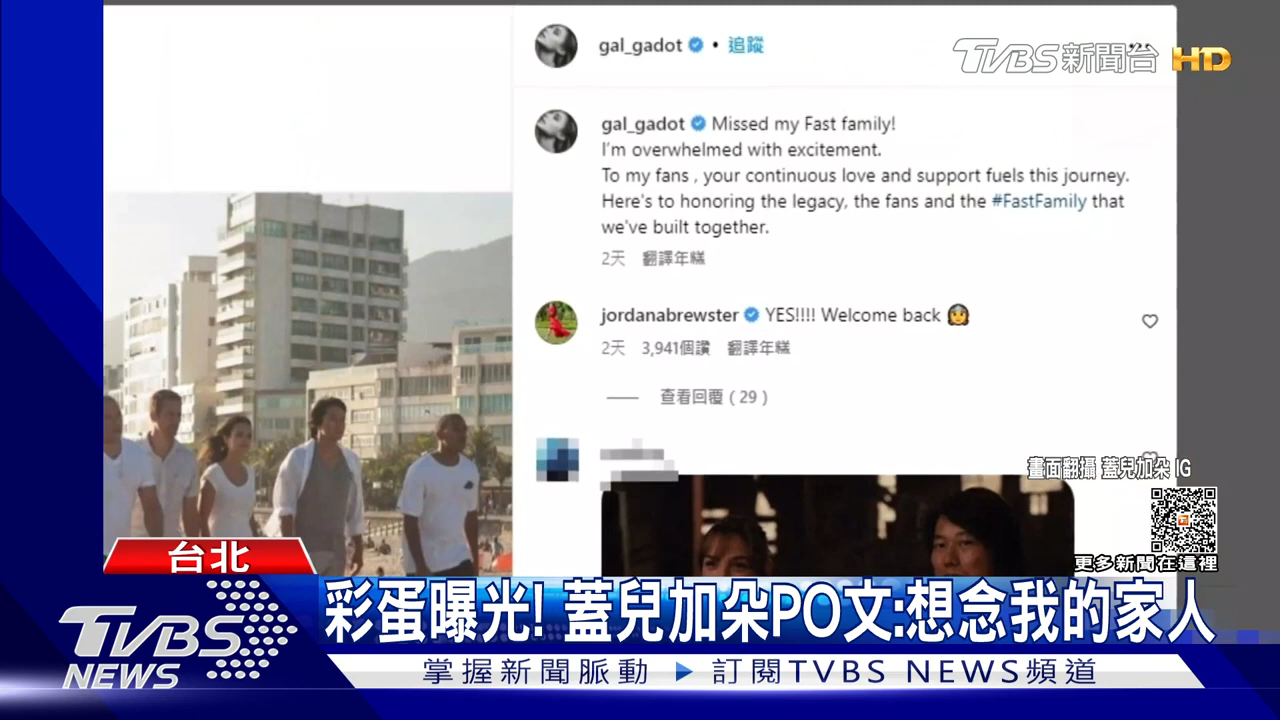 gal_gadot • 追蹤
TVBS新聞台 HD
gal_gadot Missed my Fast family!
I'm overwhelmed with excitement.
To my fans , your continuous love and support fuels this journey.
Here's to honoring the legacy, the fans and the #FastFamily that
we've built together.
2天 翻譯年糕
jordanabrewster YES!!!! Welcome back
2天 3,941個讚 翻譯年糕
查看回覆（29）
畫面翻攝 蓋兒加朵 IG
更多新聞在這裡
台北
彩蛋曝光! 蓋兒加朵PO文:想念我的家人
TVBS
NEWS
掌握新聞脈動 ▶ 訂閱TVBS NEWS頻道